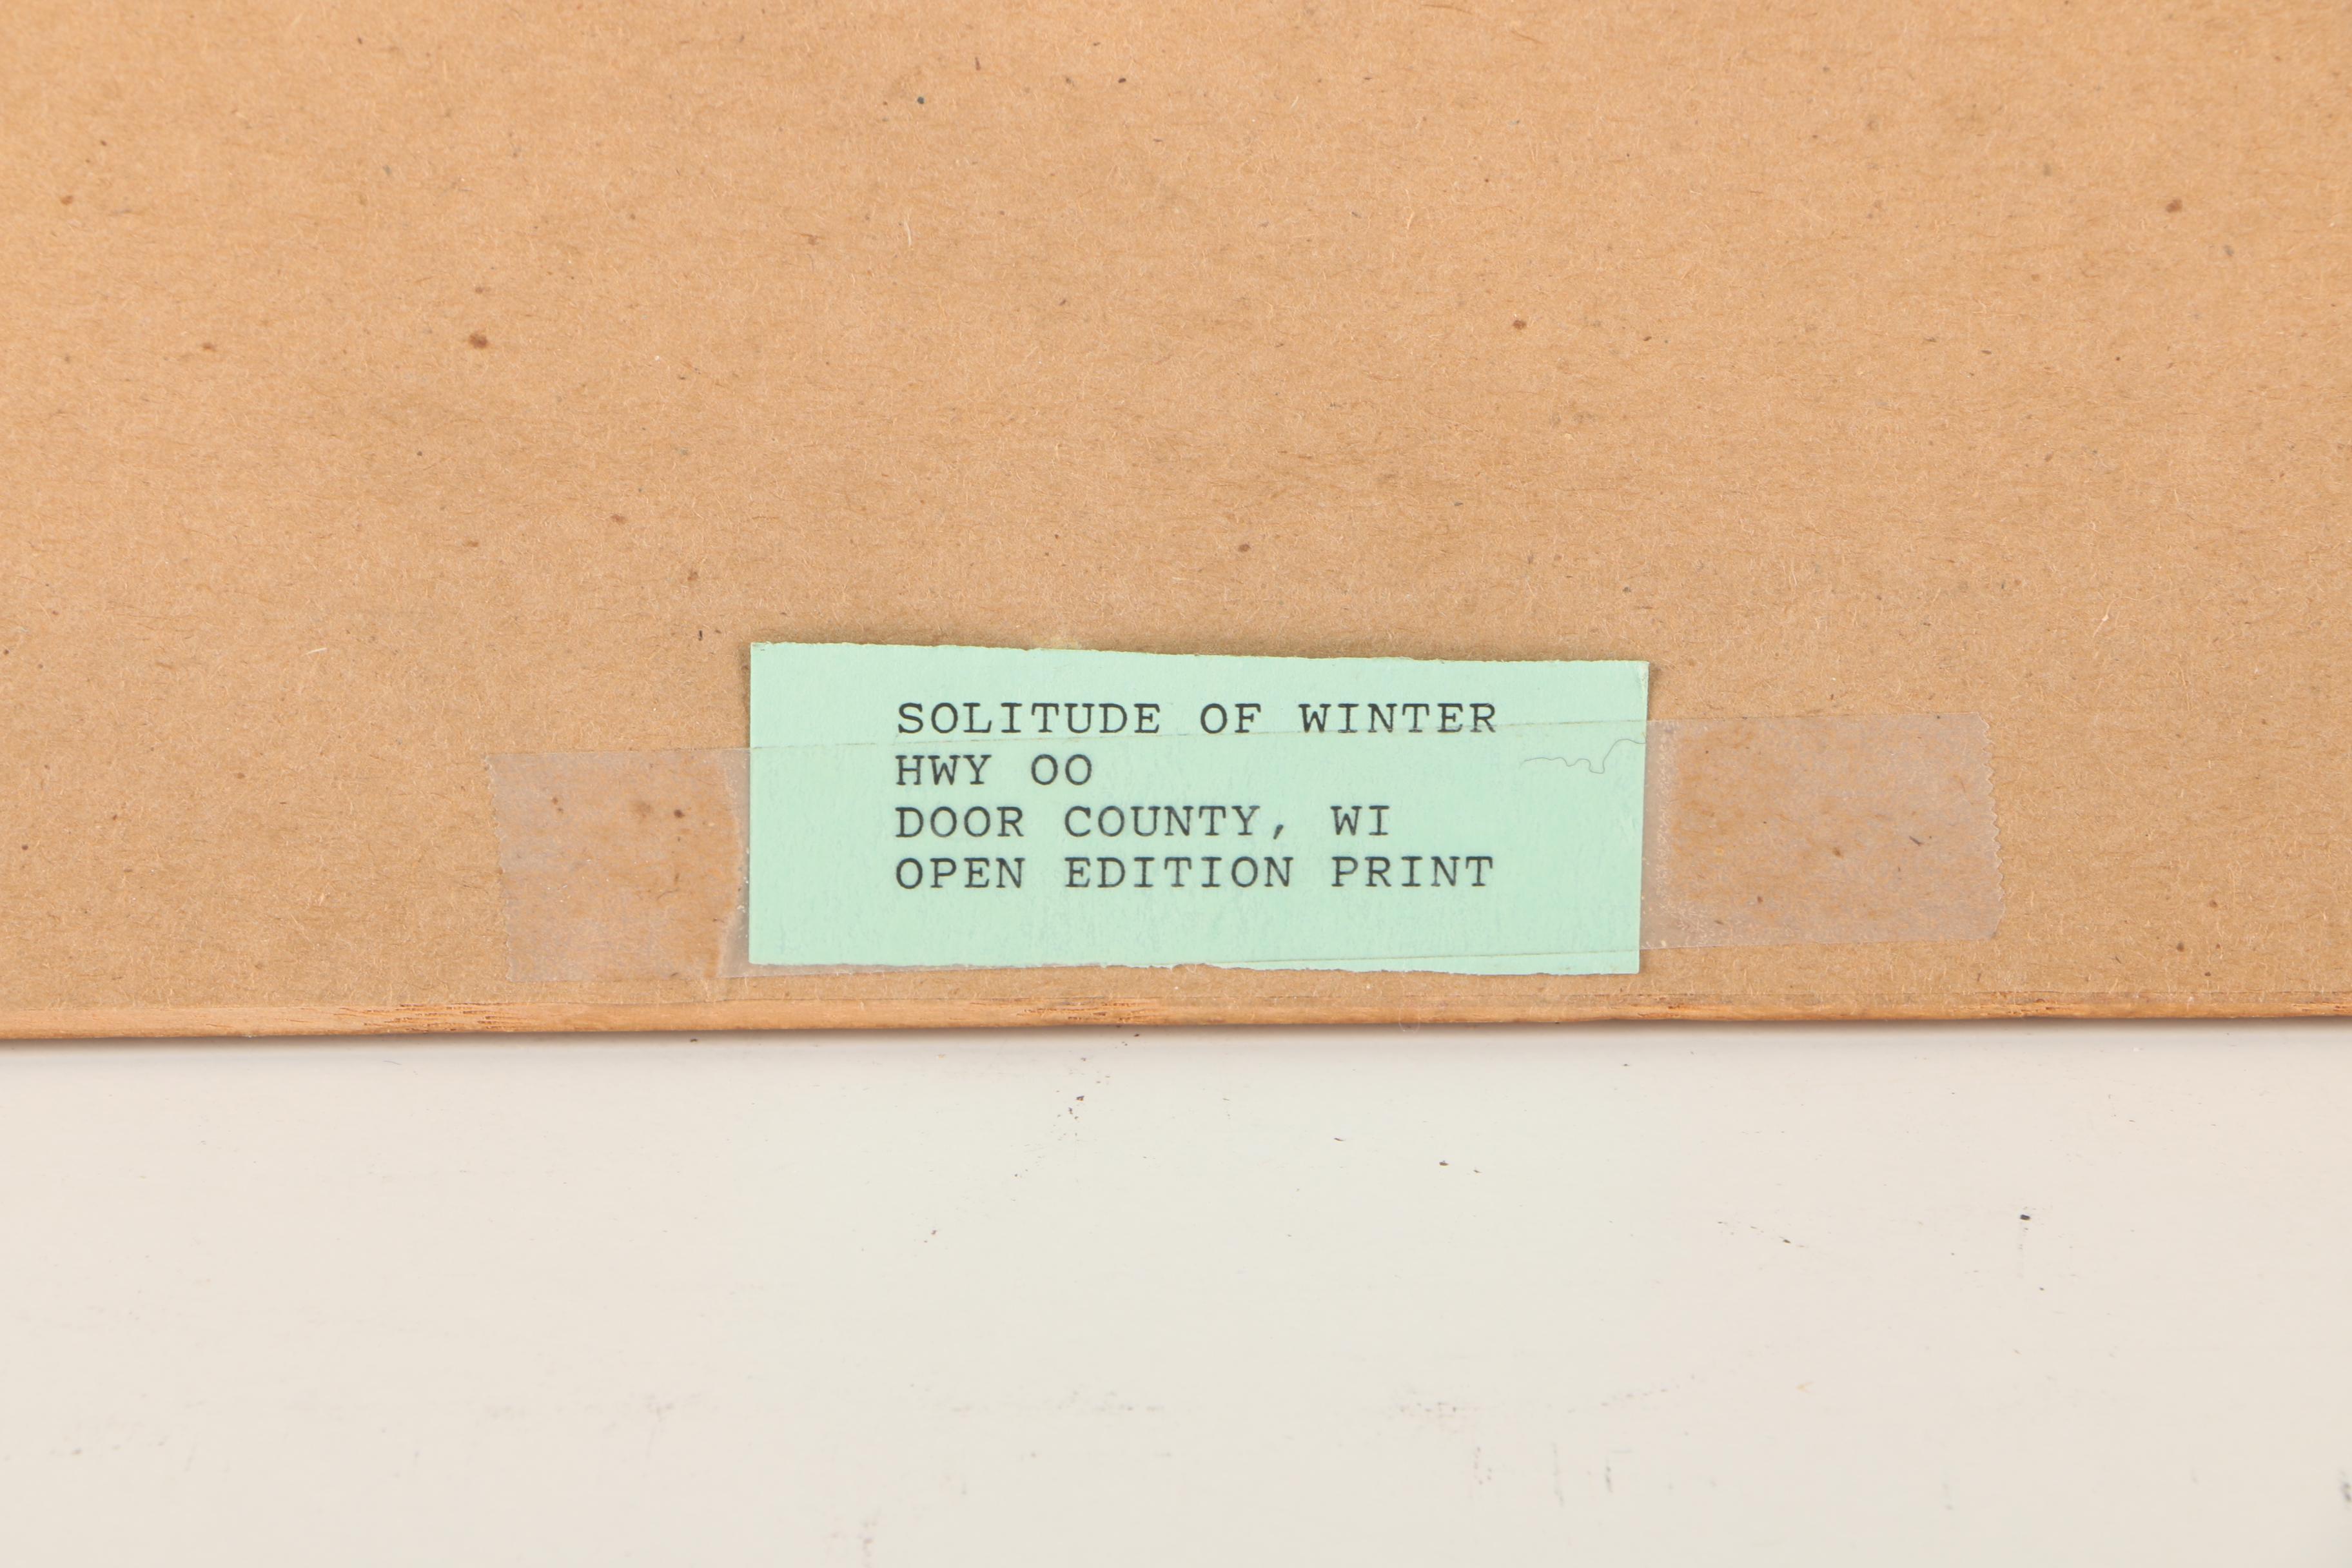 SOLITUDE OF WINTER
HWY OO
DOOR COUNTY, WI
OPEN EDITION PRINT